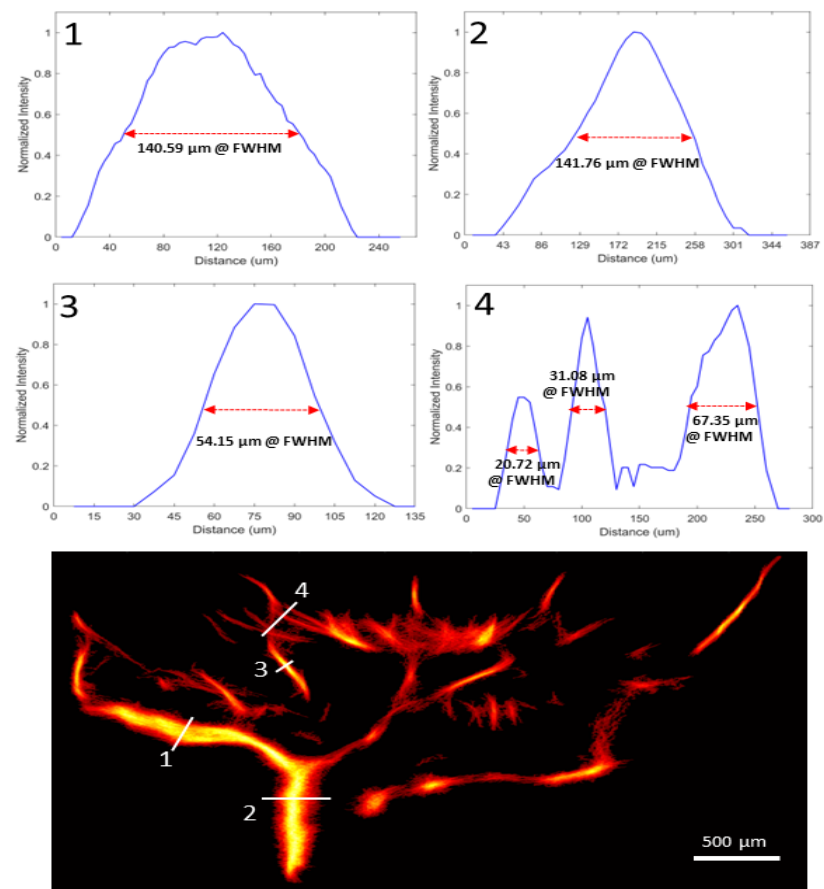 1
Normalized Intensity
1
0.8
0.6
0.4
0.2
0
140.59 µm @ FWHM
0 40 80 120 160 200 240
Distance (um)
2
Normalized Intensity
1
0.8
0.6
0.4
0.2
0
141.76 µm @ FWHM
0 43 86 129 172 215 258 301 344 387
Distance (um)
3
Normalized Intensity
1
0.8
0.6
0.4
0.2
0
54.15 µm @ FWHM
0 15 30 45 60 75 90 105 120 135
Distance (um)
4
Normalized Intensity
1
0.8
0.6
0.4
0.2
0
31.08 µm
@ FWHM
67.35 µm
@ FWHM
20.72 µm
@ FWHM
0 50 100 150 200 250 300
Distance (um)
4
3
1
2
500 µm